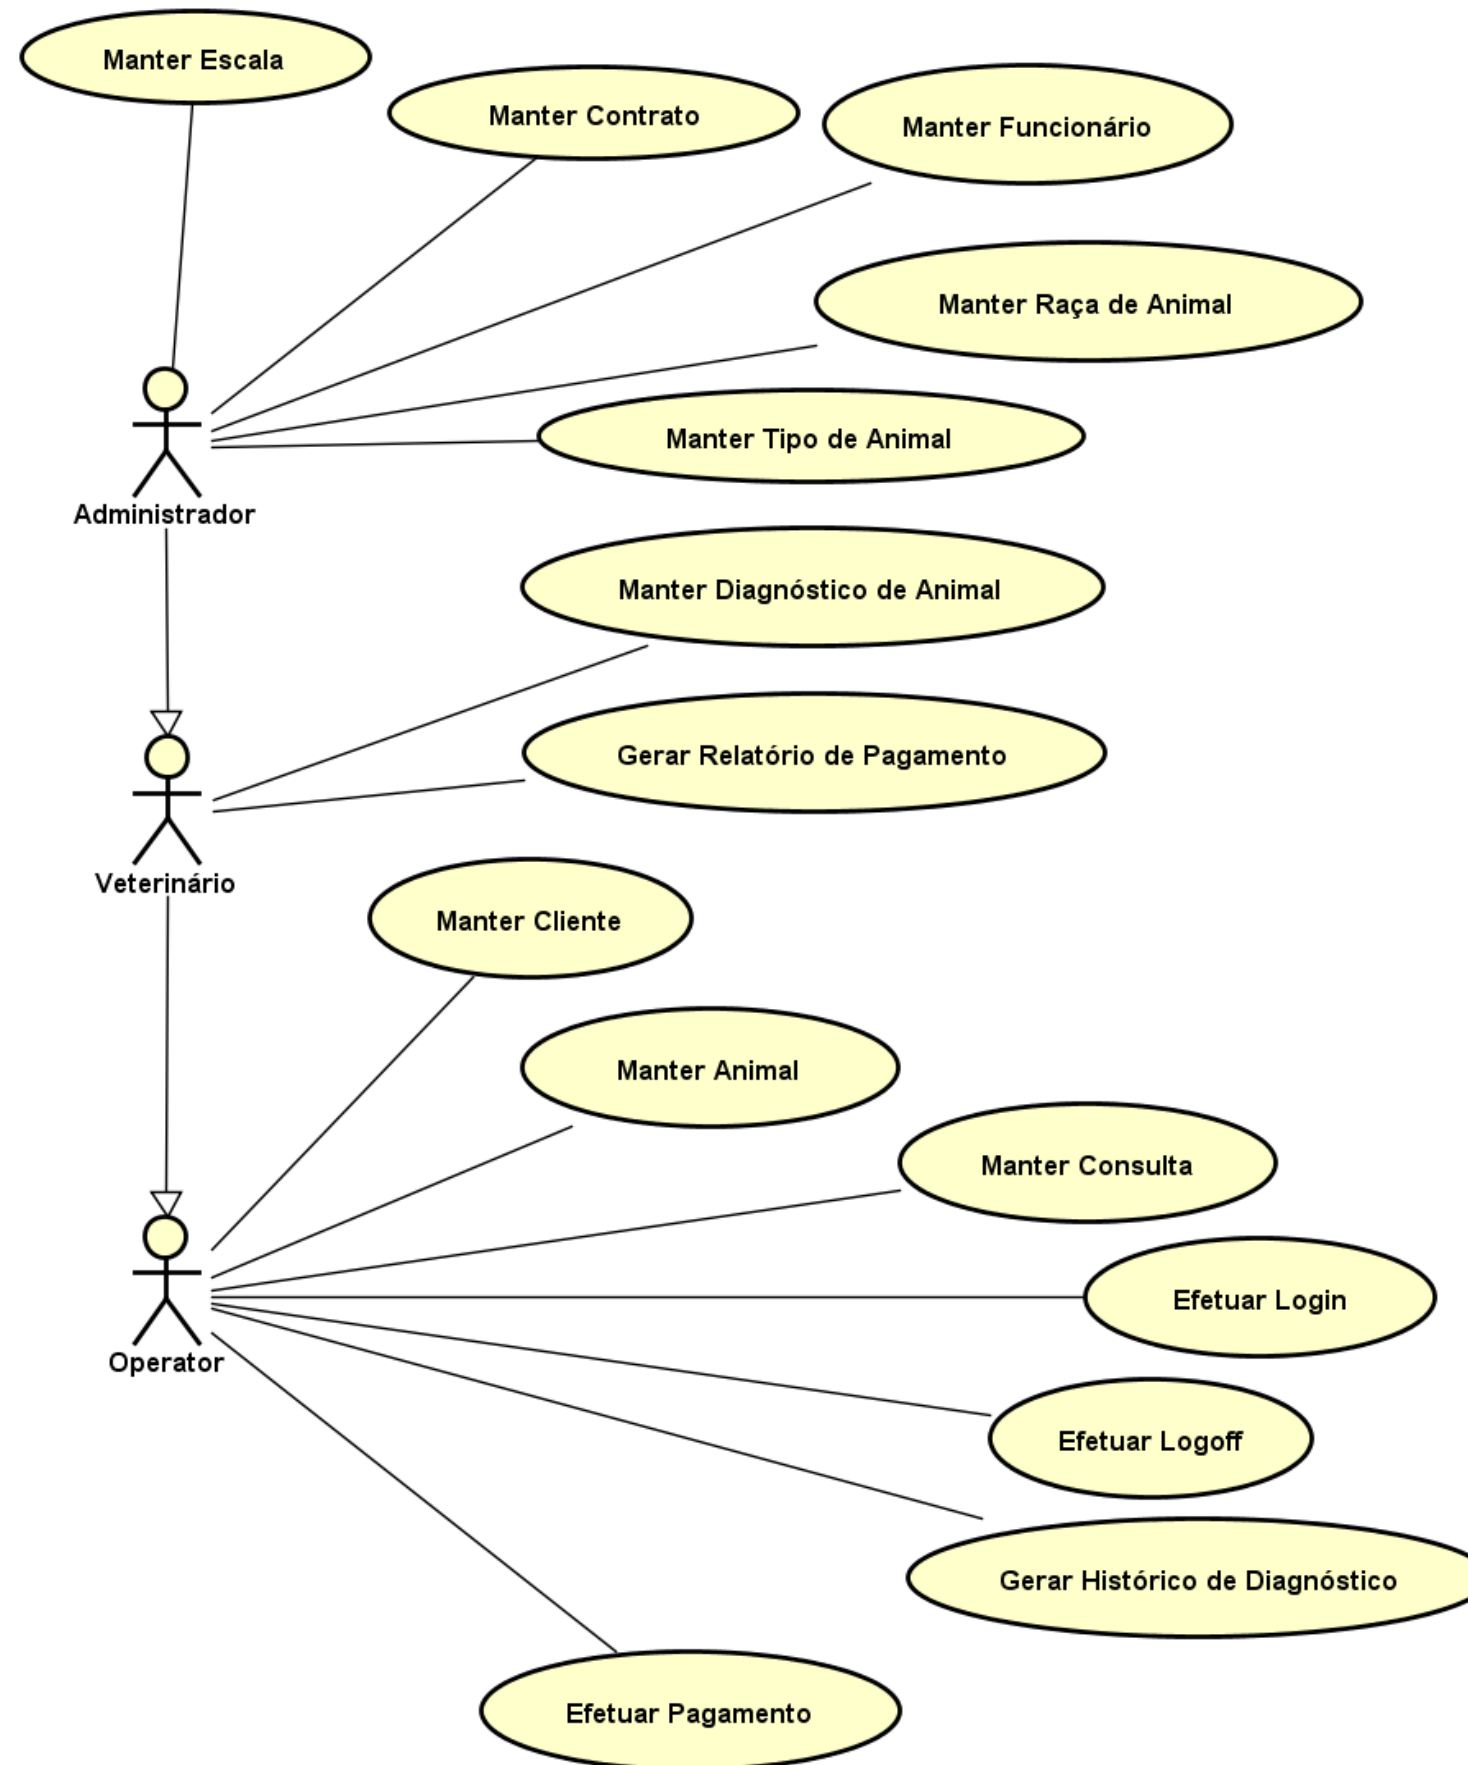 Manter Escala
Manter Contrato
Manter Funcionário
Manter Raça de Animal
Manter Tipo de Animal
Administrador
Manter Diagnóstico de Animal
Gerar Relatório de Pagamento
Veterinário
Manter Cliente
Manter Animal
Manter Consulta
Efetuar Login
Operator
Efetuar Logoff
Gerar Histórico de Diagnóstico
Efetuar Pagamento